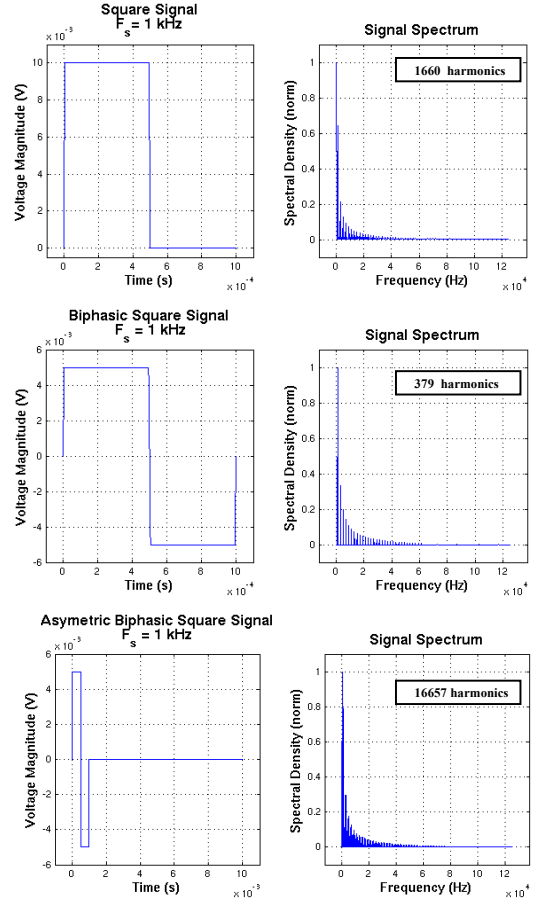 Square Signal
F_s = 1 kHz
x 10^-3
Voltage Magnitude (V)
10
8
6
4
2
0
0 2 4 6 8 10
Time (s)
x 10^-4
Signal Spectrum
1660 harmonics
Spectral Density (norm)
1
0.8
0.6
0.4
0.2
0
0 2 4 6 8 10 12
Frequency (Hz)
x 10^4
Biphasic Square Signal
F_s = 1 kHz
x 10^-3
Voltage Magnitude (V)
6
4
2
0
-2
-4
-6
0 2 4 6 8 10
Time (s)
x 10^-4
Signal Spectrum
379 harmonics
Spectral Density (norm)
1
0.8
0.6
0.4
0.2
0
0 2 4 6 8 10 12
Frequency (Hz)
x 10^4
Asymetric Biphasic Square Signal
F_s = 1 kHz
x 10^-3
Voltage Magnitude (V)
6
4
2
0
-2
-4
-6
0 2 4 6 8 10
Time (s)
x 10^-3
Signal Spectrum
16657 harmonics
Spectral Density (norm)
1
0.8
0.6
0.4
0.2
0
0 2 4 6 8 10 12
Frequency (Hz)
x 10^4